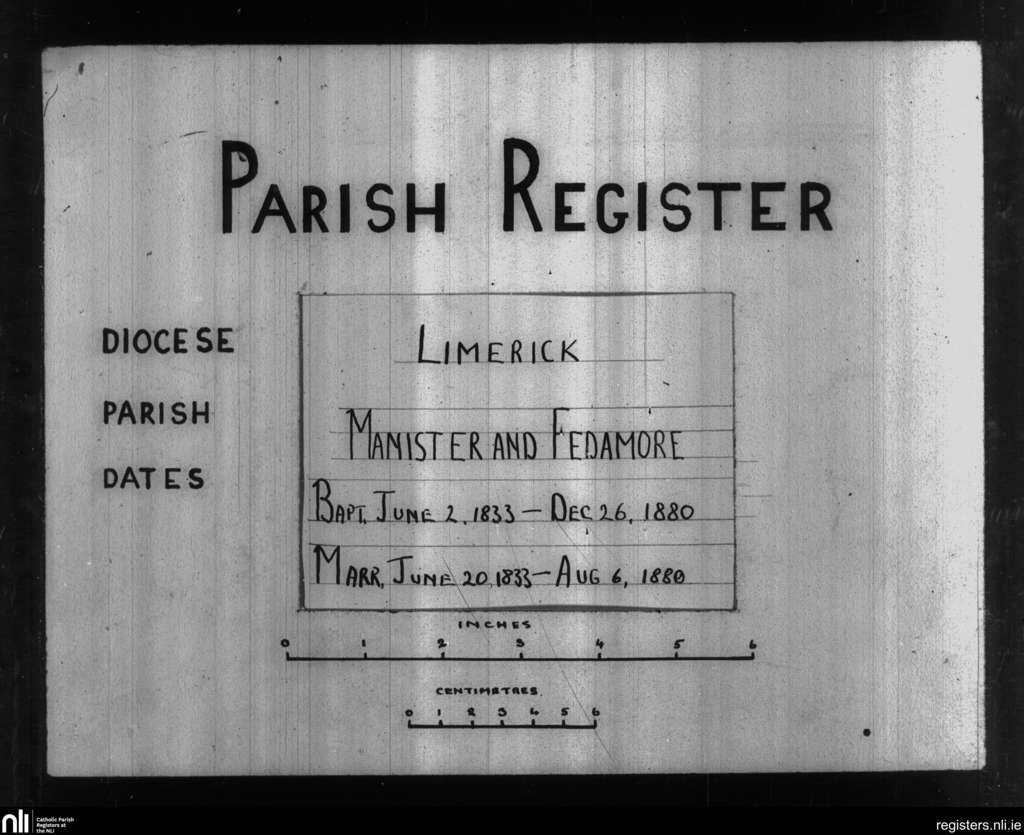 PARISH REGISTER
DIOCESE LIMERICK
PARISH MANISTER AND FEDAMORE
DATES BAPT. JUNE 2, 1833 — DEC 26, 1880
MARR, JUNE 20, 1833 — AUG 6, 1880
INCHES
0 1 2 3 4 5 6
CENTIMETRES.
0 1 2 3 4 5 6
nli Catholic Parish
Registers at
the NLI
registers.nli.ie